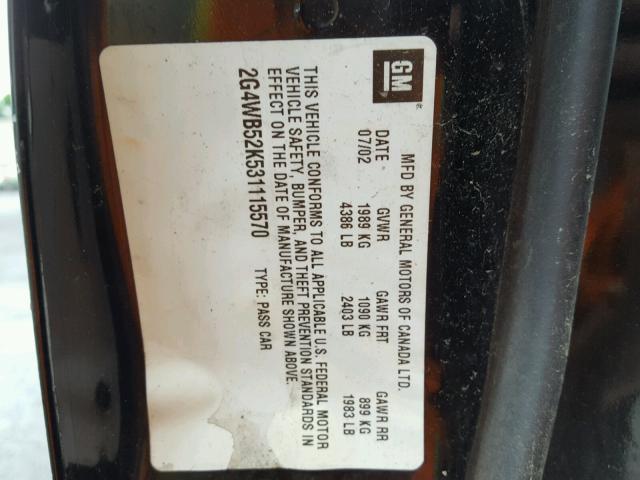 GM®
MFD BY GENERAL MOTORS OF CANADA LTD.
DATE GVWR GAWR FRT GAWR RR
07/02 1989 KG 1090 KG 899 KG
4386 LB 2403 LB 1983 LB
THIS VEHICLE CONFORMS TO ALL APPLICABLE U.S. FEDERAL MOTOR
VEHICLE SAFETY, BUMPER, AND THEFT PREVENTION STANDARDS IN
EFFECT ON THE DATE OF MANUFACTURE SHOWN ABOVE.
2G4WB52K531115570 TYPE: PASS CAR